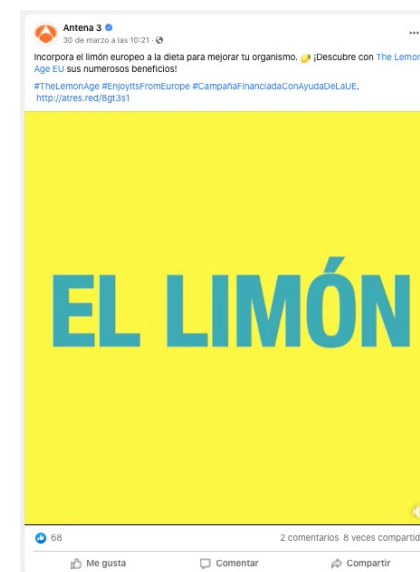 Antena 3
30 de marzo a las 10:21 ·
Incorpora el limón europeo a la dieta para mejorar tu organismo. 🍋 ¡Descubre con The Lemon
Age EU sus numerosos beneficios!
#TheLemonAge #EnjoyItsFromEurope #CampañaFinanciadaConAyudaDeLaUE.
http://atres.red/8gt3s1
EL LIMÓN
68
2 comentarios 8 veces compartid
Me gusta
Comentar
Compartir